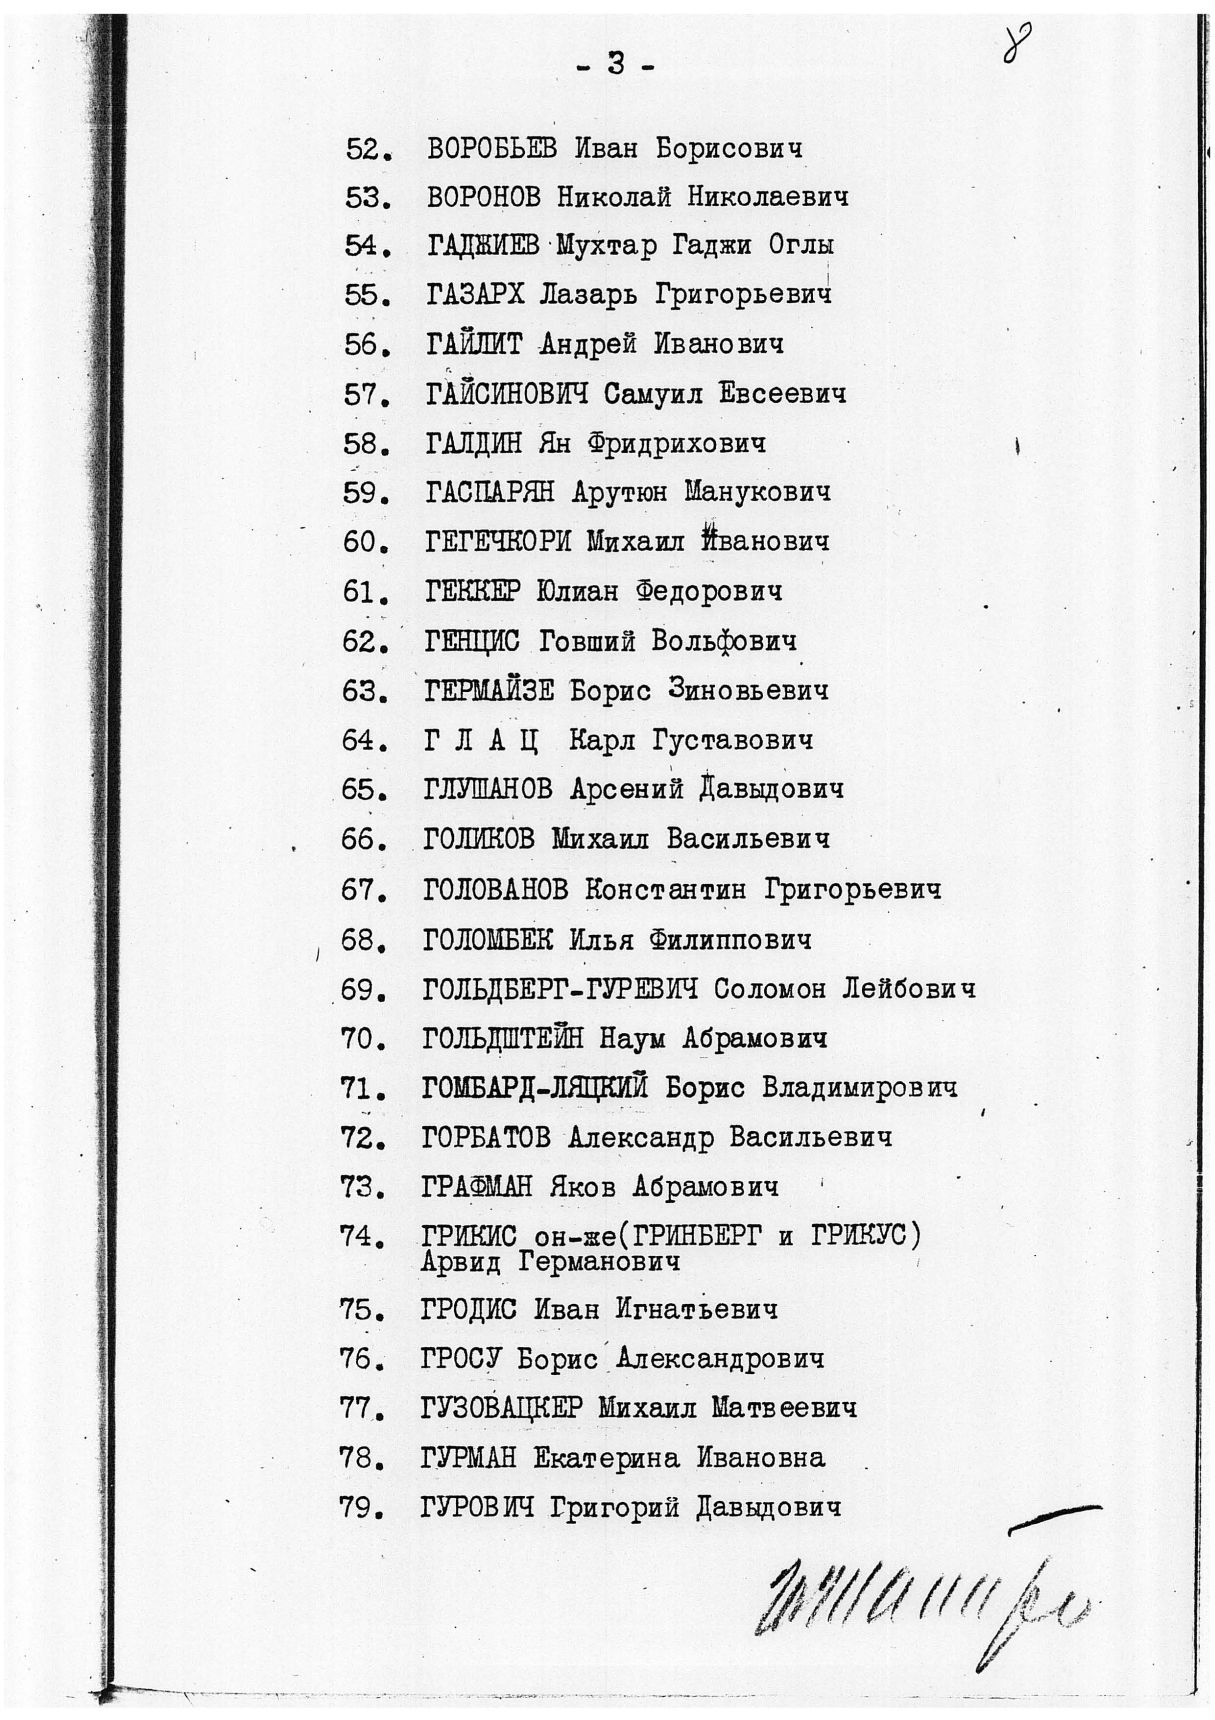 8
- 3 -
52. ВОРОБЬЕВ Иван Борисович
53. ВОРОНОВ Николай Николаевич
54. ГАДЖИЕВ Мухтар Гаджи Оглы
55. ГАЗАРХ Лазарь Григорьевич
56. ГАЙЛИТ Андрей Иванович
57. ГАЙСИНОВИЧ Самуил Евсеевич
58. ГАЛДИН Ян Фридрихович
59. ГАСПАРЯН Арутюн Манукович
60. ГЕГЕЧКОРИ Михаил Иванович
61. ГЕККЕР Юлиан Федорович
62. ГЕНЦИС Говший Вольфович
63. ГЕРМАЙЗЕ Борис Зиновьевич
64. Г Л А Ц Карл Густавович
65. ГЛУШАНОВ Арсений Давыдович
66. ГОЛИКОВ Михаил Васильевич
67. ГОЛОВАНОВ Константин Григорьевич
68. ГОЛОМБЕК Илья Филиппович
69. ГОЛЬДБЕРГ-ГУРЕВИЧ Соломон Лейбович
70. ГОЛЬДШТЕЙН Наум Абрамович
71. ГОМБАРД-ЛЯЦКИЙ Борис Владимирович
72. ГОРБАТОВ Александр Васильевич
73. ГРАФМАН Яков Абрамович
74. ГРИКИС он-же(ГРИНБЕРГ и ГРИКУС)
Арвид Германович
75. ГРОДИС Иван Игнатьевич
76. ГРОСУ Борис Александрович
77. ГУЗОВАЦКЕР Михаил Матвеевич
78. ГУРМАН Екатерина Ивановна
79. ГУРОВИЧ Григорий Давыдович